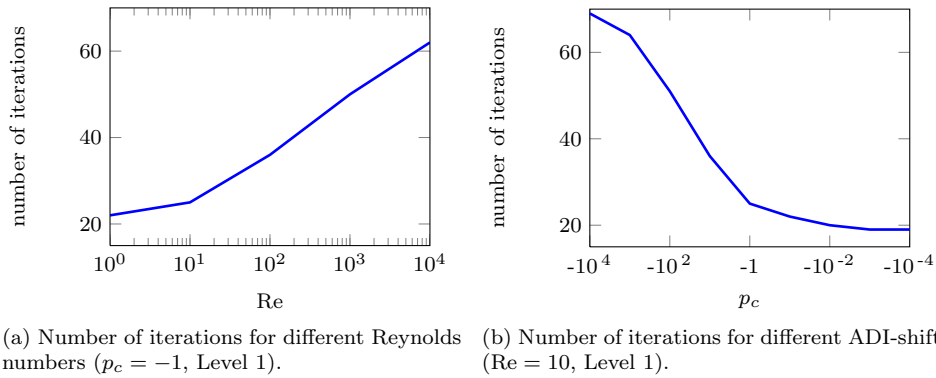 number of iterations
60
40
20
10^0 10^1 10^2 10^3 10^4
Re
(a) Number of iterations for different Reynolds
numbers (p_c = −1, Level 1).
number of iterations
60
40
20
-10^4 -10^2 -1 -10^-2 -10^-4
p_c
(b) Number of iterations for different ADI-shift
(Re = 10, Level 1).